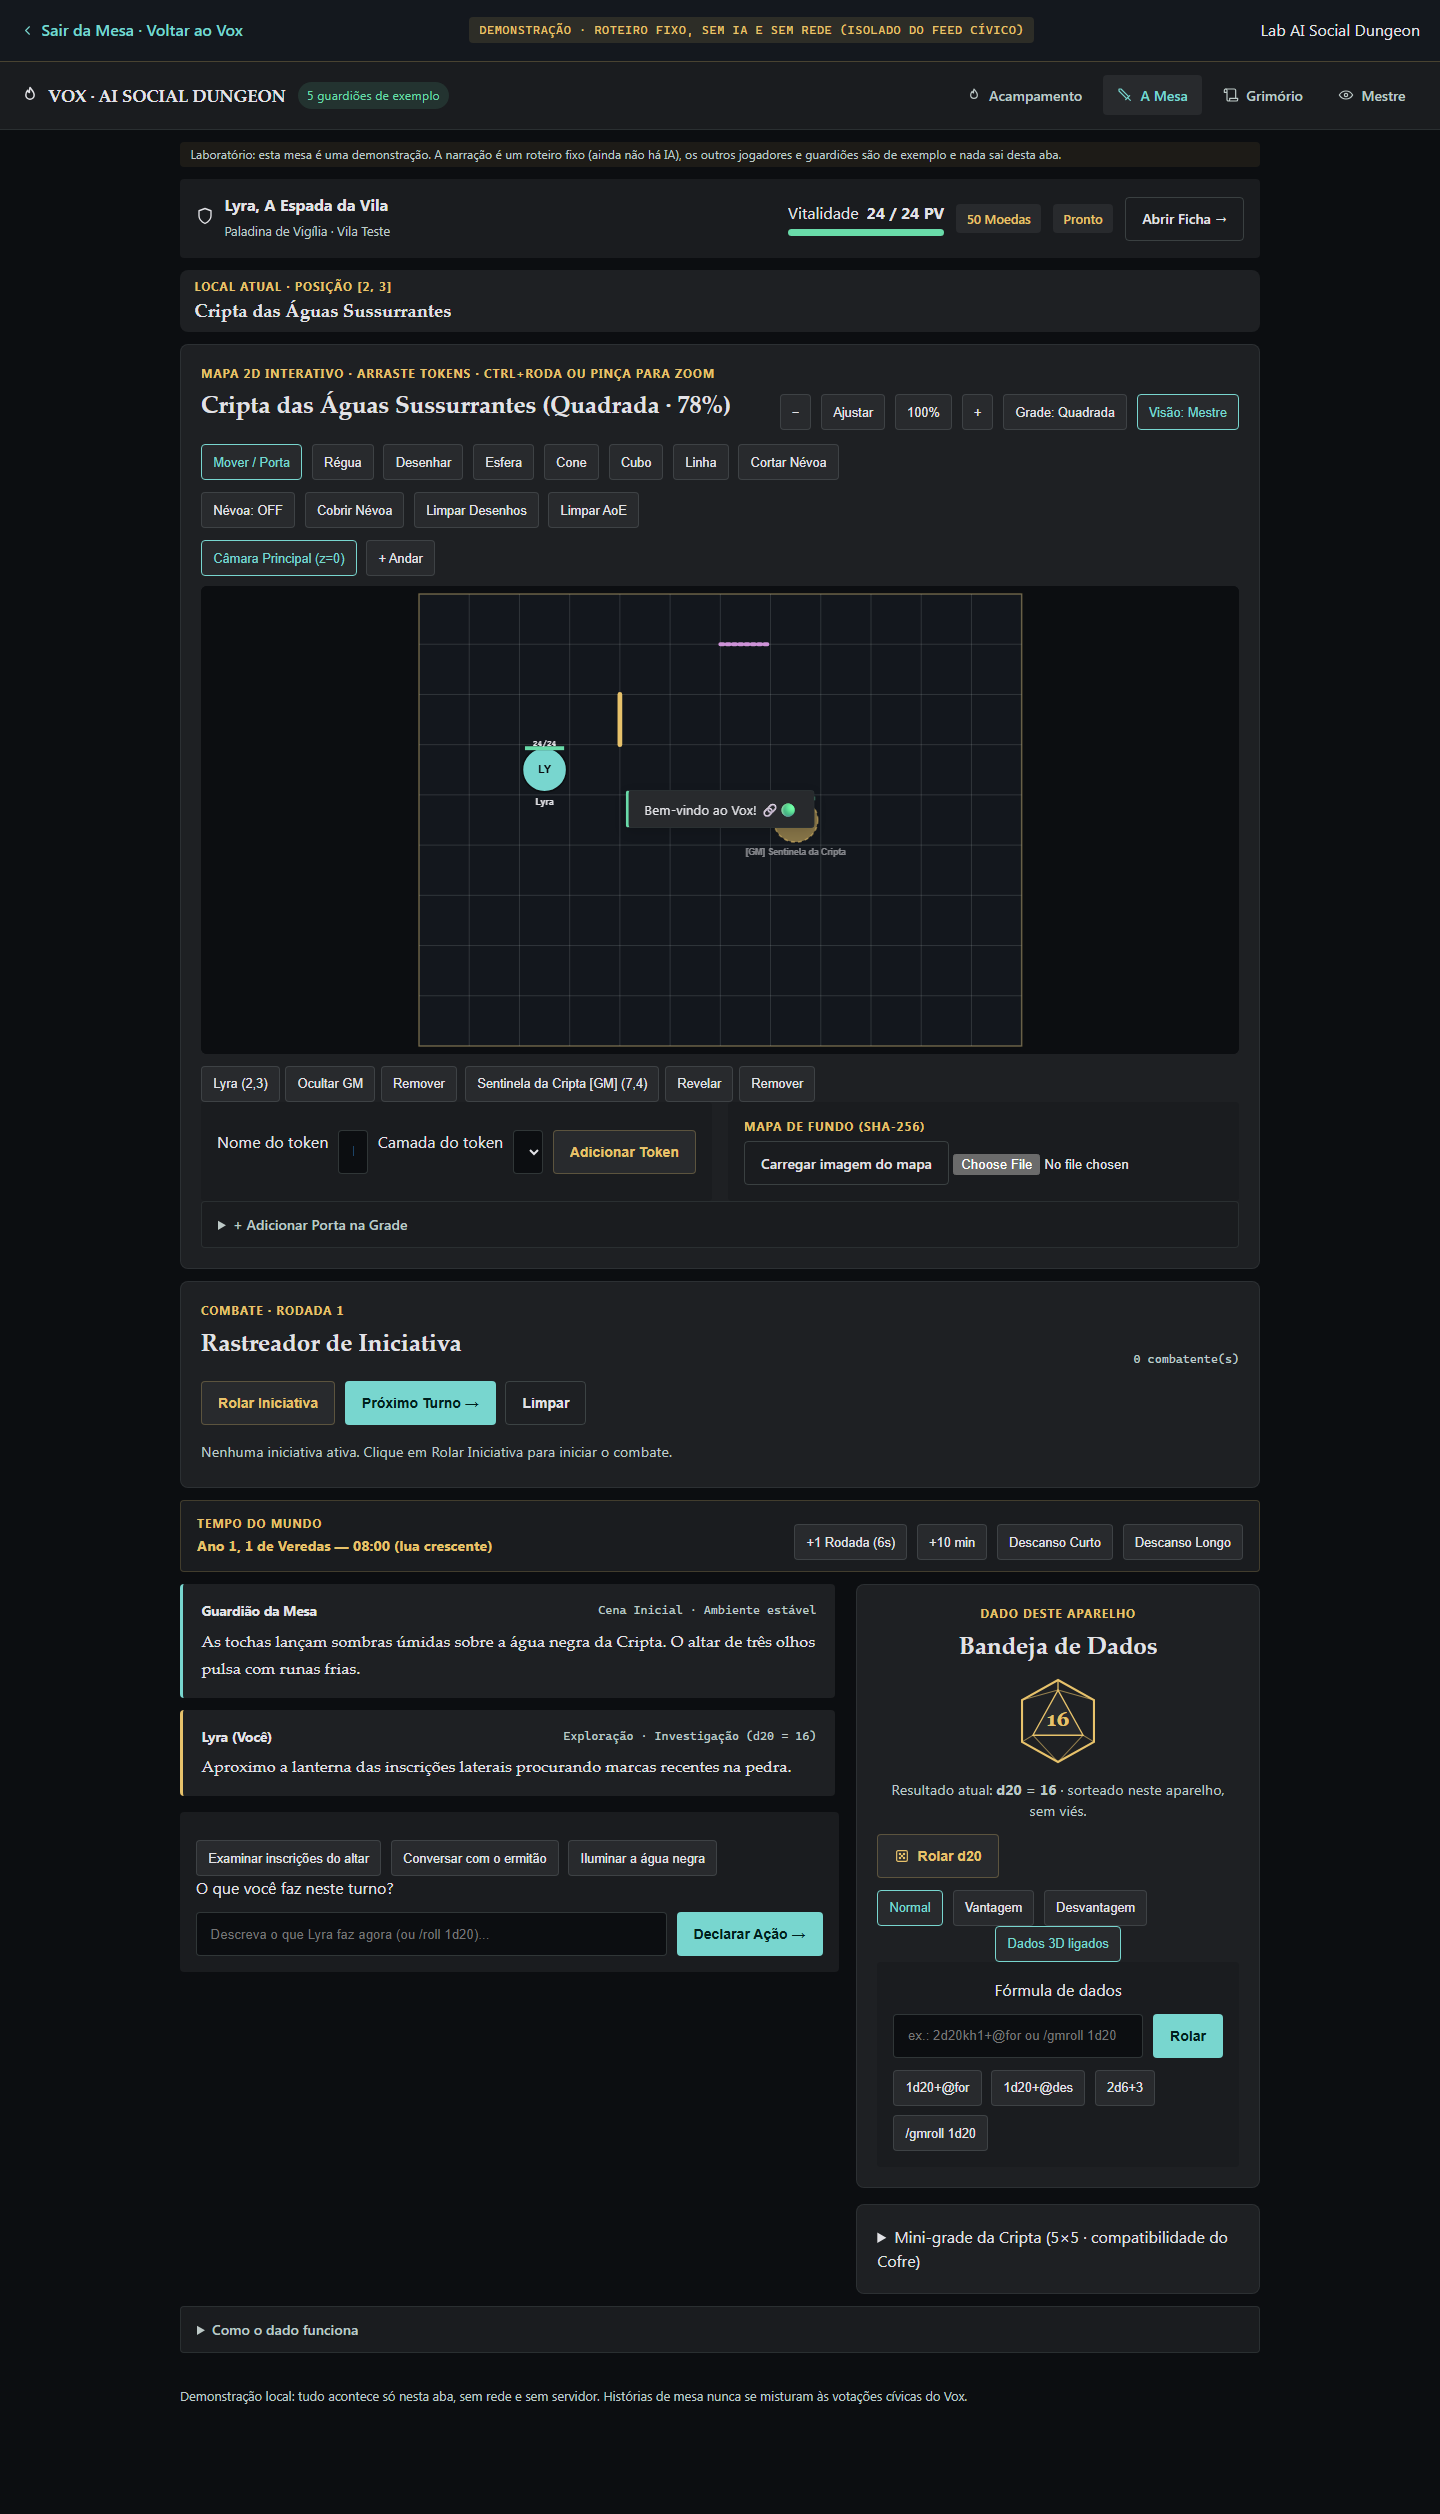 Sair da Mesa · Voltar ao Vox
DEMONSTRAÇÃO · ROTEIRO FIXO, SEM IA E SEM REDE (ISOLADO DO FEED CÍVICO)
Lab AI Social Dungeon
VOX · AI SOCIAL DUNGEON
5 guardiões de exemplo
Acampamento
A Mesa
Grimório
Mestre
Laboratório: esta mesa é uma demonstração. A narração é um roteiro fixo (ainda não há IA), os outros jogadores e guardiões são de exemplo e nada sai desta aba.
Lyra, A Espada da Vila
Paladina de Vigília · Vila Teste
Vitalidade 24 / 24 PV
50 Moedas
Pronto
Abrir Ficha →
LOCAL ATUAL · POSIÇÃO [2, 3]
Cripta das Águas Sussurrantes
MAPA 2D INTERATIVO · ARRASTE TOKENS · CTRL+RODA OU PINÇA PARA ZOOM
Cripta das Águas Sussurrantes (Quadrada · 78%)
−
Ajustar
100%
+
Grade: Quadrada
Visão: Mestre
Mover / Porta
Régua
Desenhar
Esfera
Cone
Cubo
Linha
Cortar Névoa
Névoa: OFF
Cobrir Névoa
Limpar Desenhos
Limpar AoE
Câmara Principal (z=0)
+ Andar
24/24
LY
Lyra
Bem-vindo ao Vox!
[GM] Sentinela da Cripta
Lyra (2,3)
Ocultar GM
Remover
Sentinela da Cripta [GM] (7,4)
Revelar
Remover
Nome do token
Camada do token
Adicionar Token
MAPA DE FUNDO (SHA-256)
Carregar imagem do mapa
Choose File
No file chosen
+ Adicionar Porta na Grade
COMBATE · RODADA 1
Rastreador de Iniciativa
0 combatente(s)
Rolar Iniciativa
Próximo Turno →
Limpar
Nenhuma iniciativa ativa. Clique em Rolar Iniciativa para iniciar o combate.
TEMPO DO MUNDO
Ano 1, 1 de Veredas — 08:00 (lua crescente)
+1 Rodada (6s)
+10 min
Descanso Curto
Descanso Longo
Guardião da Mesa
Cena Inicial · Ambiente estável
As tochas lançam sombras úmidas sobre a água negra da Cripta. O altar de três olhos
pulsa com runas frias.
Lyra (Você)
Exploração · Investigação (d20 = 16)
Aproximo a lanterna das inscrições laterais procurando marcas recentes na pedra.
Examinar inscrições do altar
Conversar com o ermitão
Iluminar a água negra
O que você faz neste turno?
Descreva o que Lyra faz agora (ou /roll 1d20)...
Declarar Ação →
DADO DESTE APARELHO
Bandeja de Dados
16
Resultado atual: d20 = 16 · sorteado neste aparelho,
sem viés.
Rolar d20
Normal
Vantagem
Desvantagem
Dados 3D ligados
Fórmula de dados
ex.: 2d20kh1+@for ou /gmroll 1d20
Rolar
1d20+@for
1d20+@des
2d6+3
/gmroll 1d20
Mini-grade da Cripta (5×5 · compatibilidade do
Cofre)
Como o dado funciona
Demonstração local: tudo acontece só nesta aba, sem rede e sem servidor. Histórias de mesa nunca se misturam às votações cívicas do Vox.